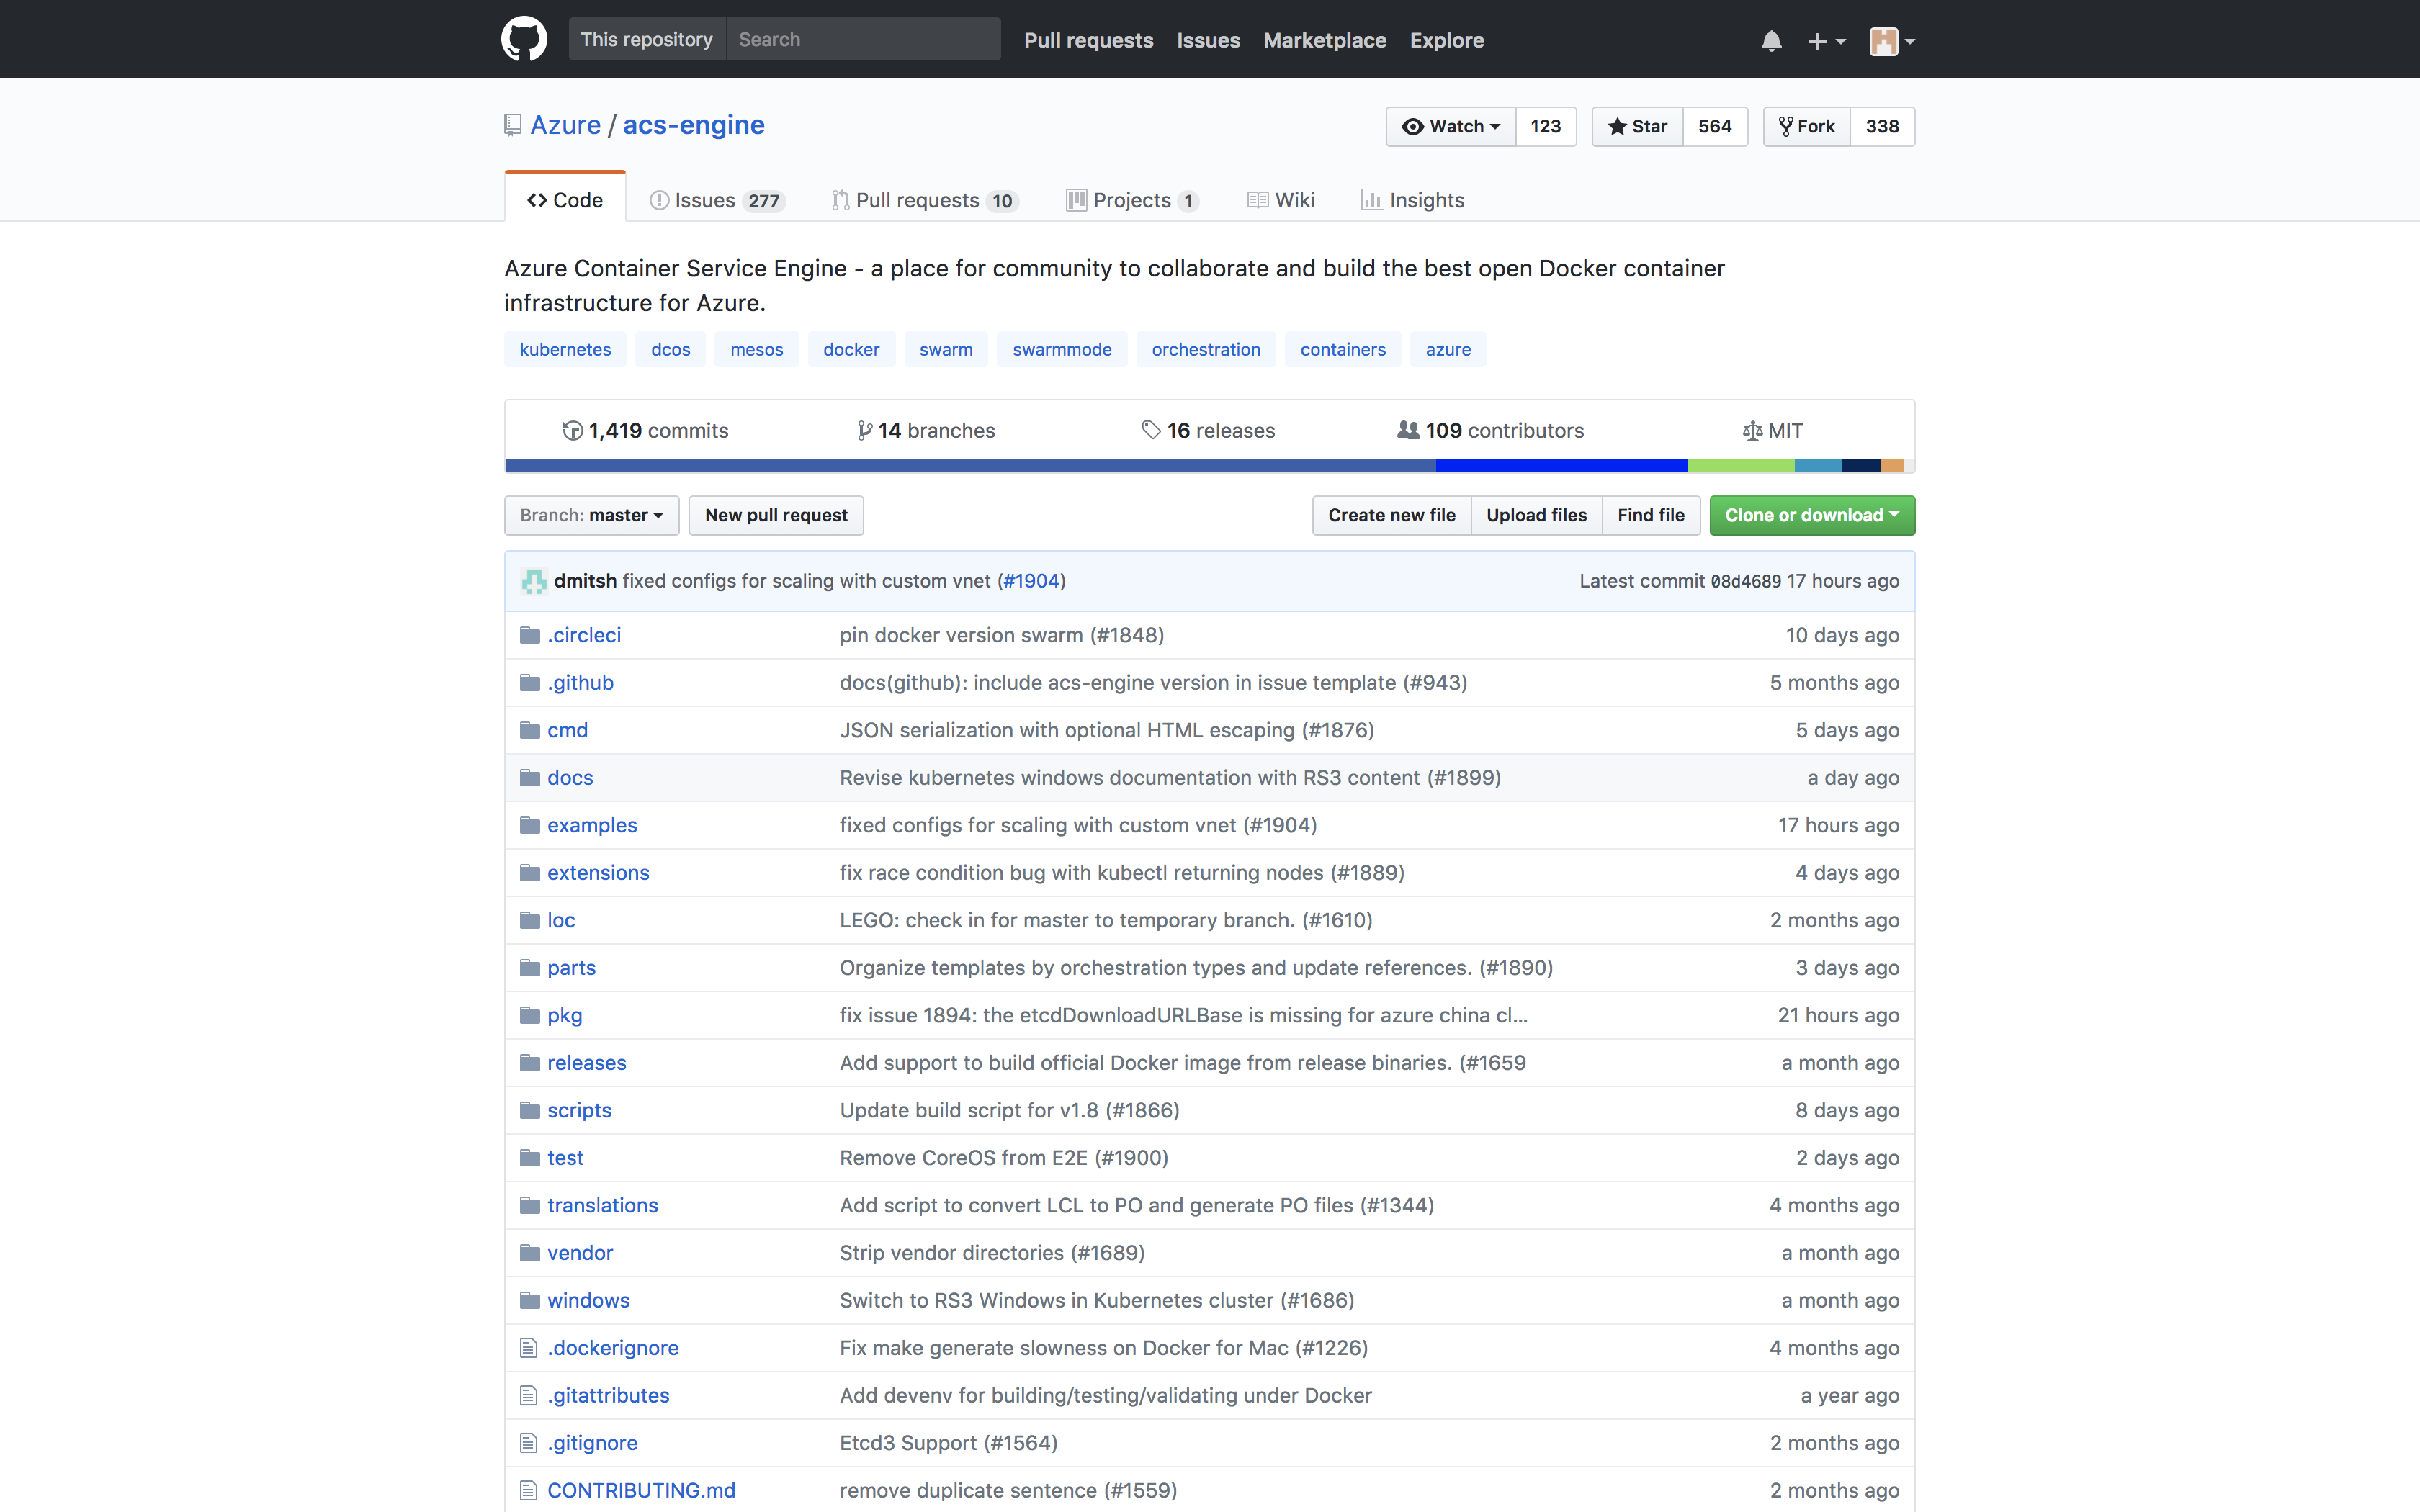 This repository Search Pull requests Issues Marketplace Explore
Azure / acs-engine Watch 123 Star 564 Fork 338
Code Issues 277 Pull requests 10 Projects 1 Wiki Insights
Azure Container Service Engine - a place for community to collaborate and build the best open Docker container
infrastructure for Azure.
kubernetes dcos mesos docker swarm swarmmode orchestration containers azure
1,419 commits 14 branches 16 releases 109 contributors MIT
Branch: master New pull request Create new file Upload files Find file Clone or download
dmitsh fixed configs for scaling with custom vnet (#1904) Latest commit 08d4689 17 hours ago
.circleci pin docker version swarm (#1848) 10 days ago
.github docs(github): include acs-engine version in issue template (#943) 5 months ago
cmd JSON serialization with optional HTML escaping (#1876) 5 days ago
docs Revise kubernetes windows documentation with RS3 content (#1899) a day ago
examples fixed configs for scaling with custom vnet (#1904) 17 hours ago
extensions fix race condition bug with kubectl returning nodes (#1889) 4 days ago
loc LEGO: check in for master to temporary branch. (#1610) 2 months ago
parts Organize templates by orchestration types and update references. (#1890) 3 days ago
pkg fix issue 1894: the etcdDownloadURLBase is missing for azure china cl... 21 hours ago
releases Add support to build official Docker image from release binaries. (#1659 a month ago
scripts Update build script for v1.8 (#1866) 8 days ago
test Remove CoreOS from E2E (#1900) 2 days ago
translations Add script to convert LCL to PO and generate PO files (#1344) 4 months ago
vendor Strip vendor directories (#1689) a month ago
windows Switch to RS3 Windows in Kubernetes cluster (#1686) a month ago
.dockerignore Fix make generate slowness on Docker for Mac (#1226) 4 months ago
.gitattributes Add devenv for building/testing/validating under Docker a year ago
.gitignore Etcd3 Support (#1564) 2 months ago
CONTRIBUTING.md remove duplicate sentence (#1559) 2 months ago